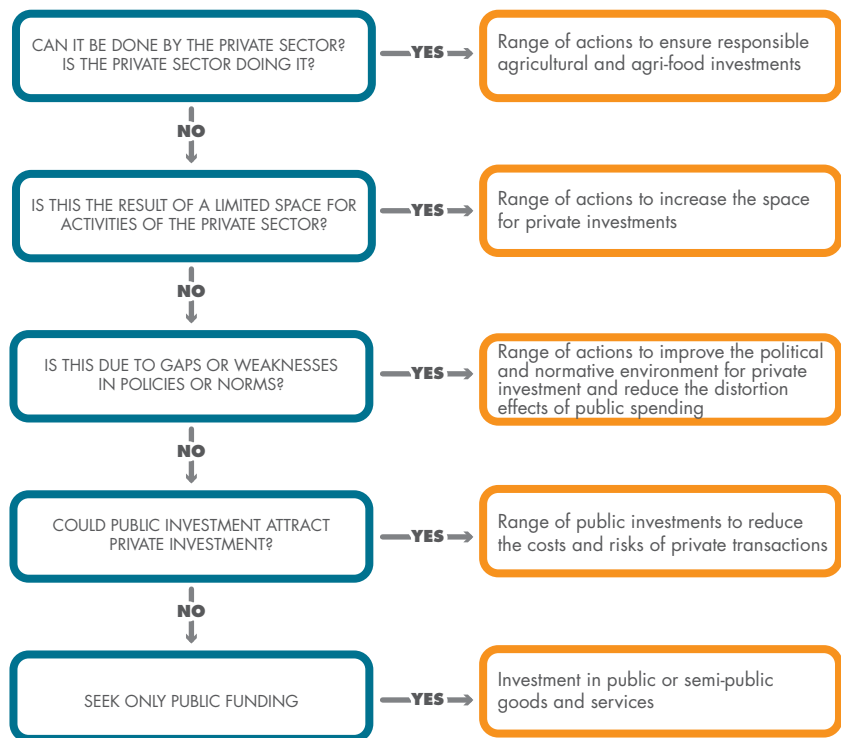 CAN IT BE DONE BY THE PRIVATE SECTOR?
IS THE PRIVATE SECTOR DOING IT?
YES
Range of actions to ensure responsible
agricultural and agri-food investments
NO
IS THIS THE RESULT OF A LIMITED SPACE FOR
ACTIVITIES OF THE PRIVATE SECTOR?
YES
Range of actions to increase the space
for private investments
NO
IS THIS DUE TO GAPS OR WEAKNESSES
IN POLICIES OR NORMS?
YES
Range of actions to improve the political
and normative environment for private
investment and reduce the distortion
effects of public spending
NO
COULD PUBLIC INVESTMENT ATTRACT
PRIVATE INVESTMENT?
YES
Range of public investments to reduce
the costs and risks of private transactions
NO
SEEK ONLY PUBLIC FUNDING
YES
Investment in public or semi-public
goods and services